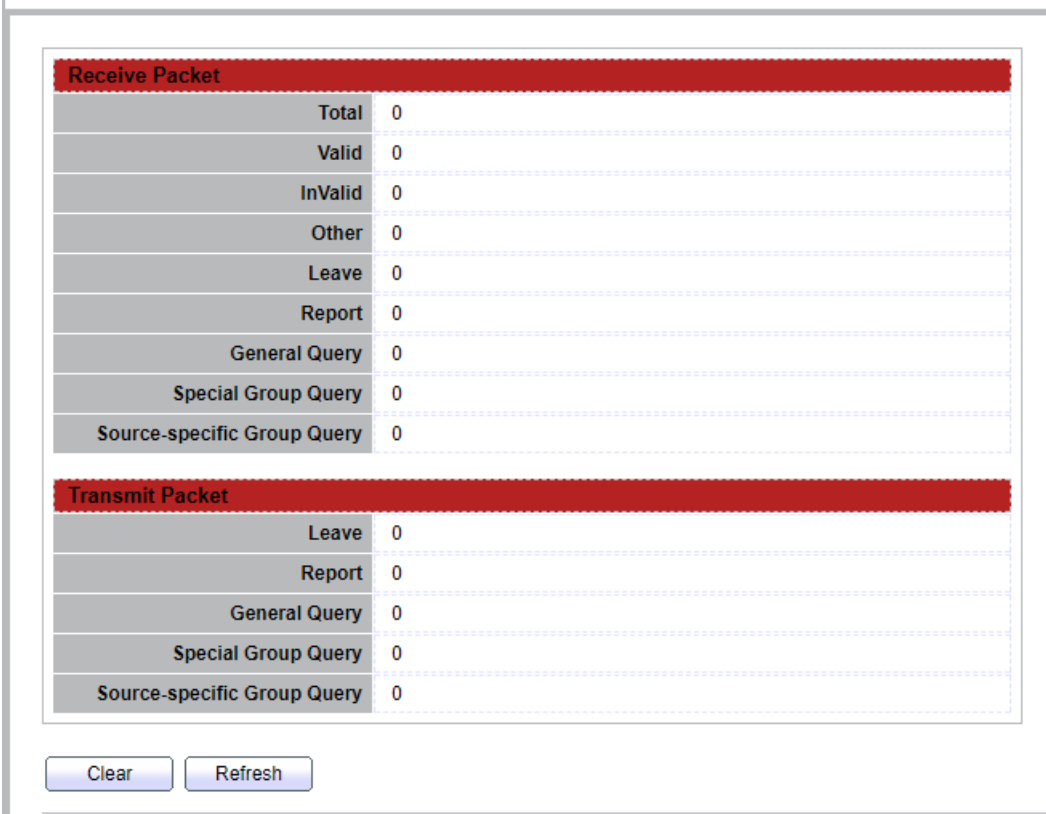 Receive Packet
Total 0
Valid 0
InValid 0
Other 0
Leave 0
Report 0
General Query 0
Special Group Query 0
Source-specific Group Query 0
Transmit Packet
Leave 0
Report 0
General Query 0
Special Group Query 0
Source-specific Group Query 0
Clear Refresh